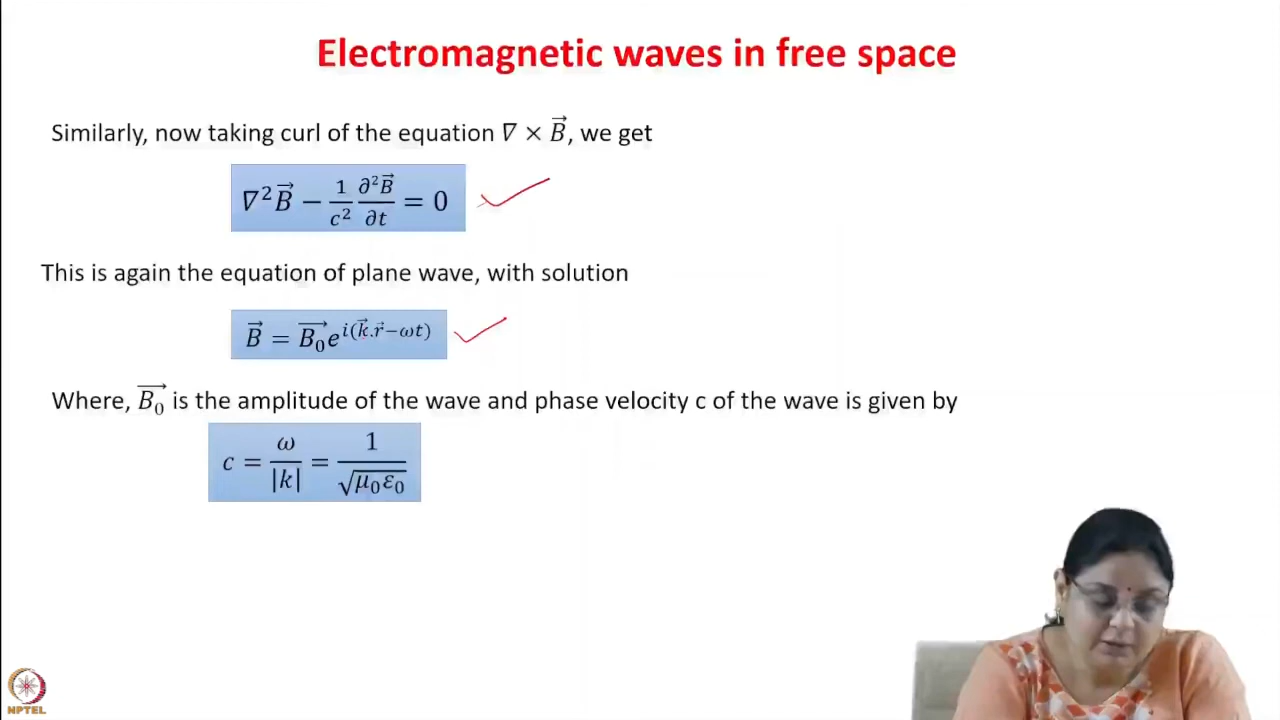 Electromagnetic waves in free space
Similarly, now taking curl of the equation ∇ × B⃗, we get
∇²B⃗ − 1/c² ∂²B⃗/∂t = 0
This is again the equation of plane wave, with solution
B⃗ = B₀⃗ e^{i(k⃗.r⃗−ωt)}
Where, B₀⃗ is the amplitude of the wave and phase velocity c of the wave is given by
c = ω/|k| = 1/√(μ₀ε₀)
NPTEL